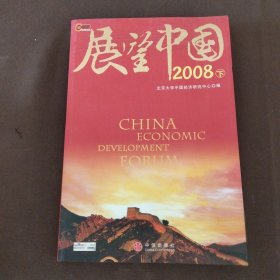 展望中国
2008 下
北京大学中国经济研究中心 编
CHINA
ECONOMIC
DEVELOPMENT
FORUM
中信出版社